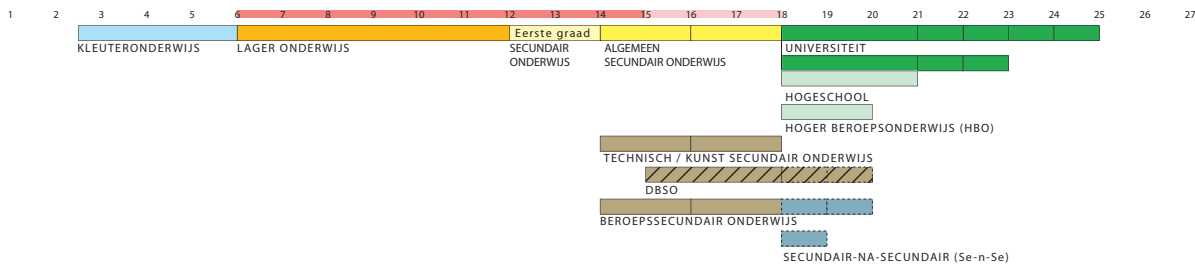 1 2 3 4 5 6 7 8 9 10 11 12 13 14 15 16 17 18 19 20 21 22 23 24 25 26 27
Eerste graad
KLEUTERONDERWIJS LAGER ONDERWIJS SECUNDAIR ALGEMEEN UNIVERSITEIT
ONDERWIJS SECUNDAIR ONDERWIJS
HOGESCHOOL
HOGER BEROEPSONDERWIJS (HBO)
TECHNISCH / KUNST SECUNDAIR ONDERWIJS
DBSO
BEROEPSSECUNDAIR ONDERWIJS
SECUNDAIR-NA-SECUNDAIR (Se-n-Se)